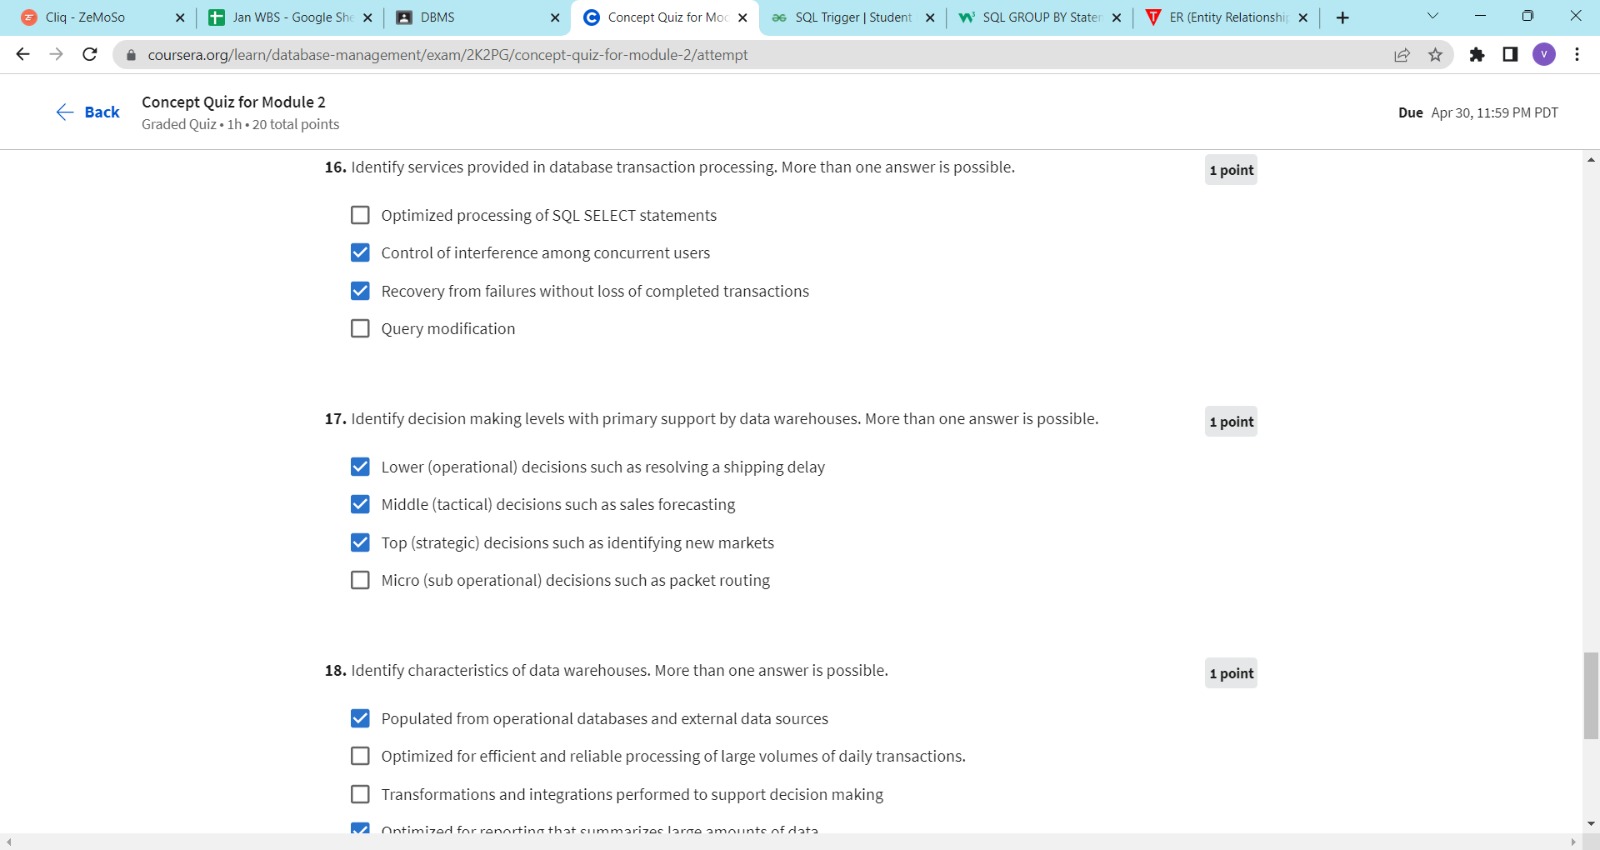 Cliq - ZeMoSo
Jan WBS - Google She
DBMS
Concept Quiz for Mod
SQL Trigger | Student
SQL GROUP BY Stater
ER (Entity Relationship
coursera.org/learn/database-management/exam/2K2PG/concept-quiz-for-module-2/attempt
V
Back
Concept Quiz for Module 2
Graded Quiz • 1h • 20 total points
Due Apr 30, 11:59 PM PDT
16. Identify services provided in database transaction processing. More than one answer is possible.
1 point
Optimized processing of SQL SELECT statements
Control of interference among concurrent users
Recovery from failures without loss of completed transactions
Query modification
17. Identify decision making levels with primary support by data warehouses. More than one answer is possible.
1 point
Lower (operational) decisions such as resolving a shipping delay
Middle (tactical) decisions such as sales forecasting
Top (strategic) decisions such as identifying new markets
Micro (sub operational) decisions such as packet routing
18. Identify characteristics of data warehouses. More than one answer is possible.
1 point
Populated from operational databases and external data sources
Optimized for efficient and reliable processing of large volumes of daily transactions.
Transformations and integrations performed to support decision making
Optimized for reporting that summarizes large amounts of data